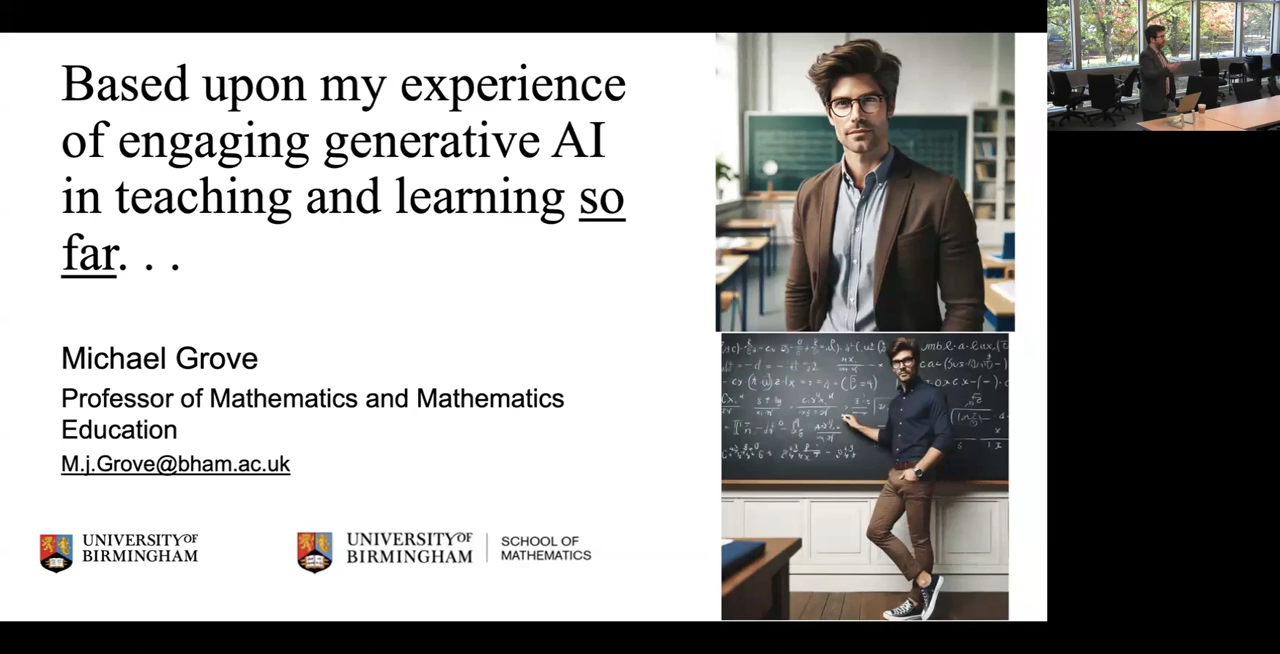 Based upon my experience
of engaging generative AI
in teaching and learning so
far. . .
Michael Grove
Professor of Mathematics and Mathematics
Education
M.j.Grove@bham.ac.uk
UNIVERSITY OF
BIRMINGHAM
UNIVERSITY OF
BIRMINGHAM
SCHOOL OF
MATHEMATICS